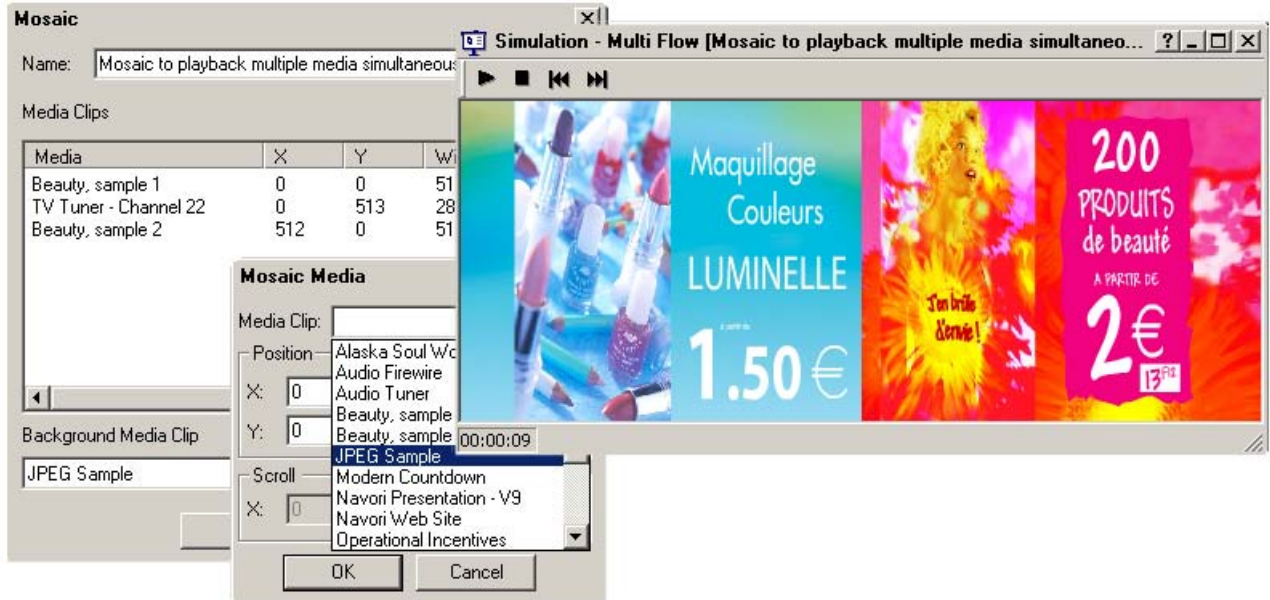 Mosaic
Name: Mosaic to playback multiple media simultaneous
Media Clips
Media X Y Wi
Beauty, sample 1 0 0 51
TV Tuner - Channel 22 0 513 28
Beauty, sample 2 512 0 51
Background Media Clip
JPEG Sample
Mosaic Media
Media Clip:
Position
X: 0
Y: 0
Scroll
X: 0
Alaska Soul Wo
Audio Firewire
Audio Tuner
Beauty, sample
Beauty, sample
JPEG Sample
Modern Countdown
Navori Presentation - V9
Navori Web Site
Operational Incentives
OK Cancel
Simulation - Multi Flow [Mosaic to playback multiple media simultaneo...
Maquillage
Couleurs
LUMINELLE
1.50 €
J'en brûle
d'envie !
200
PRODUITS
de beauté
A PARTIR DE
2€
00:00:09